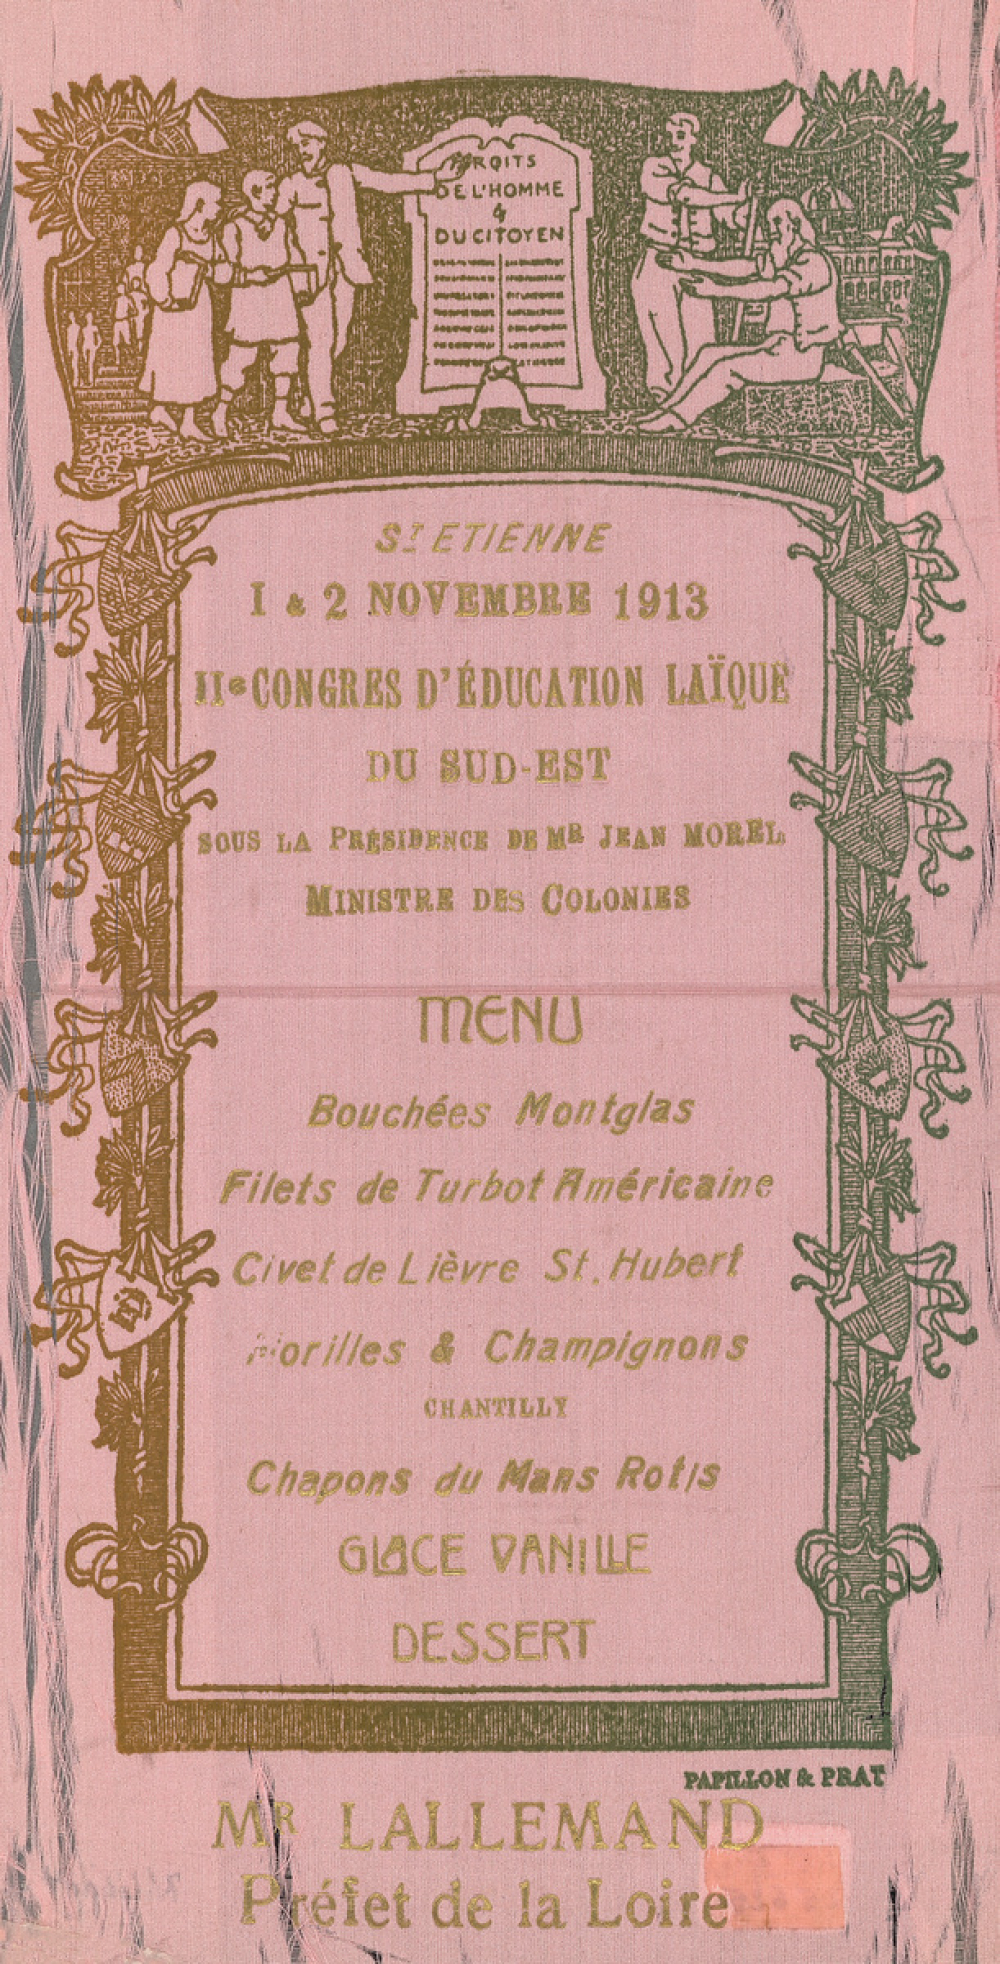 DROITS
DE L'HOMME
&
DU CITOYEN
ST ETIENNE
I & 2 NOVEMBRE 1913
IIe CONGRES D'ÉDUCATION LAÏQUE
DU SUD-EST
SOUS LA PRÉSIDENCE DE MR JEAN MOREL
MINISTRE DES COLONIES
MENU
Bouchées Montglas
Filets de Turbot Américaine
Civet de Lièvre St. Hubert
Morilles & Champignons
CHANTILLY
Chapons du Mans Rotis
GLACE VANILLE
DESSERT
PAPILLON & PRAT
MR LALLEMAND
Préfet de la Loire